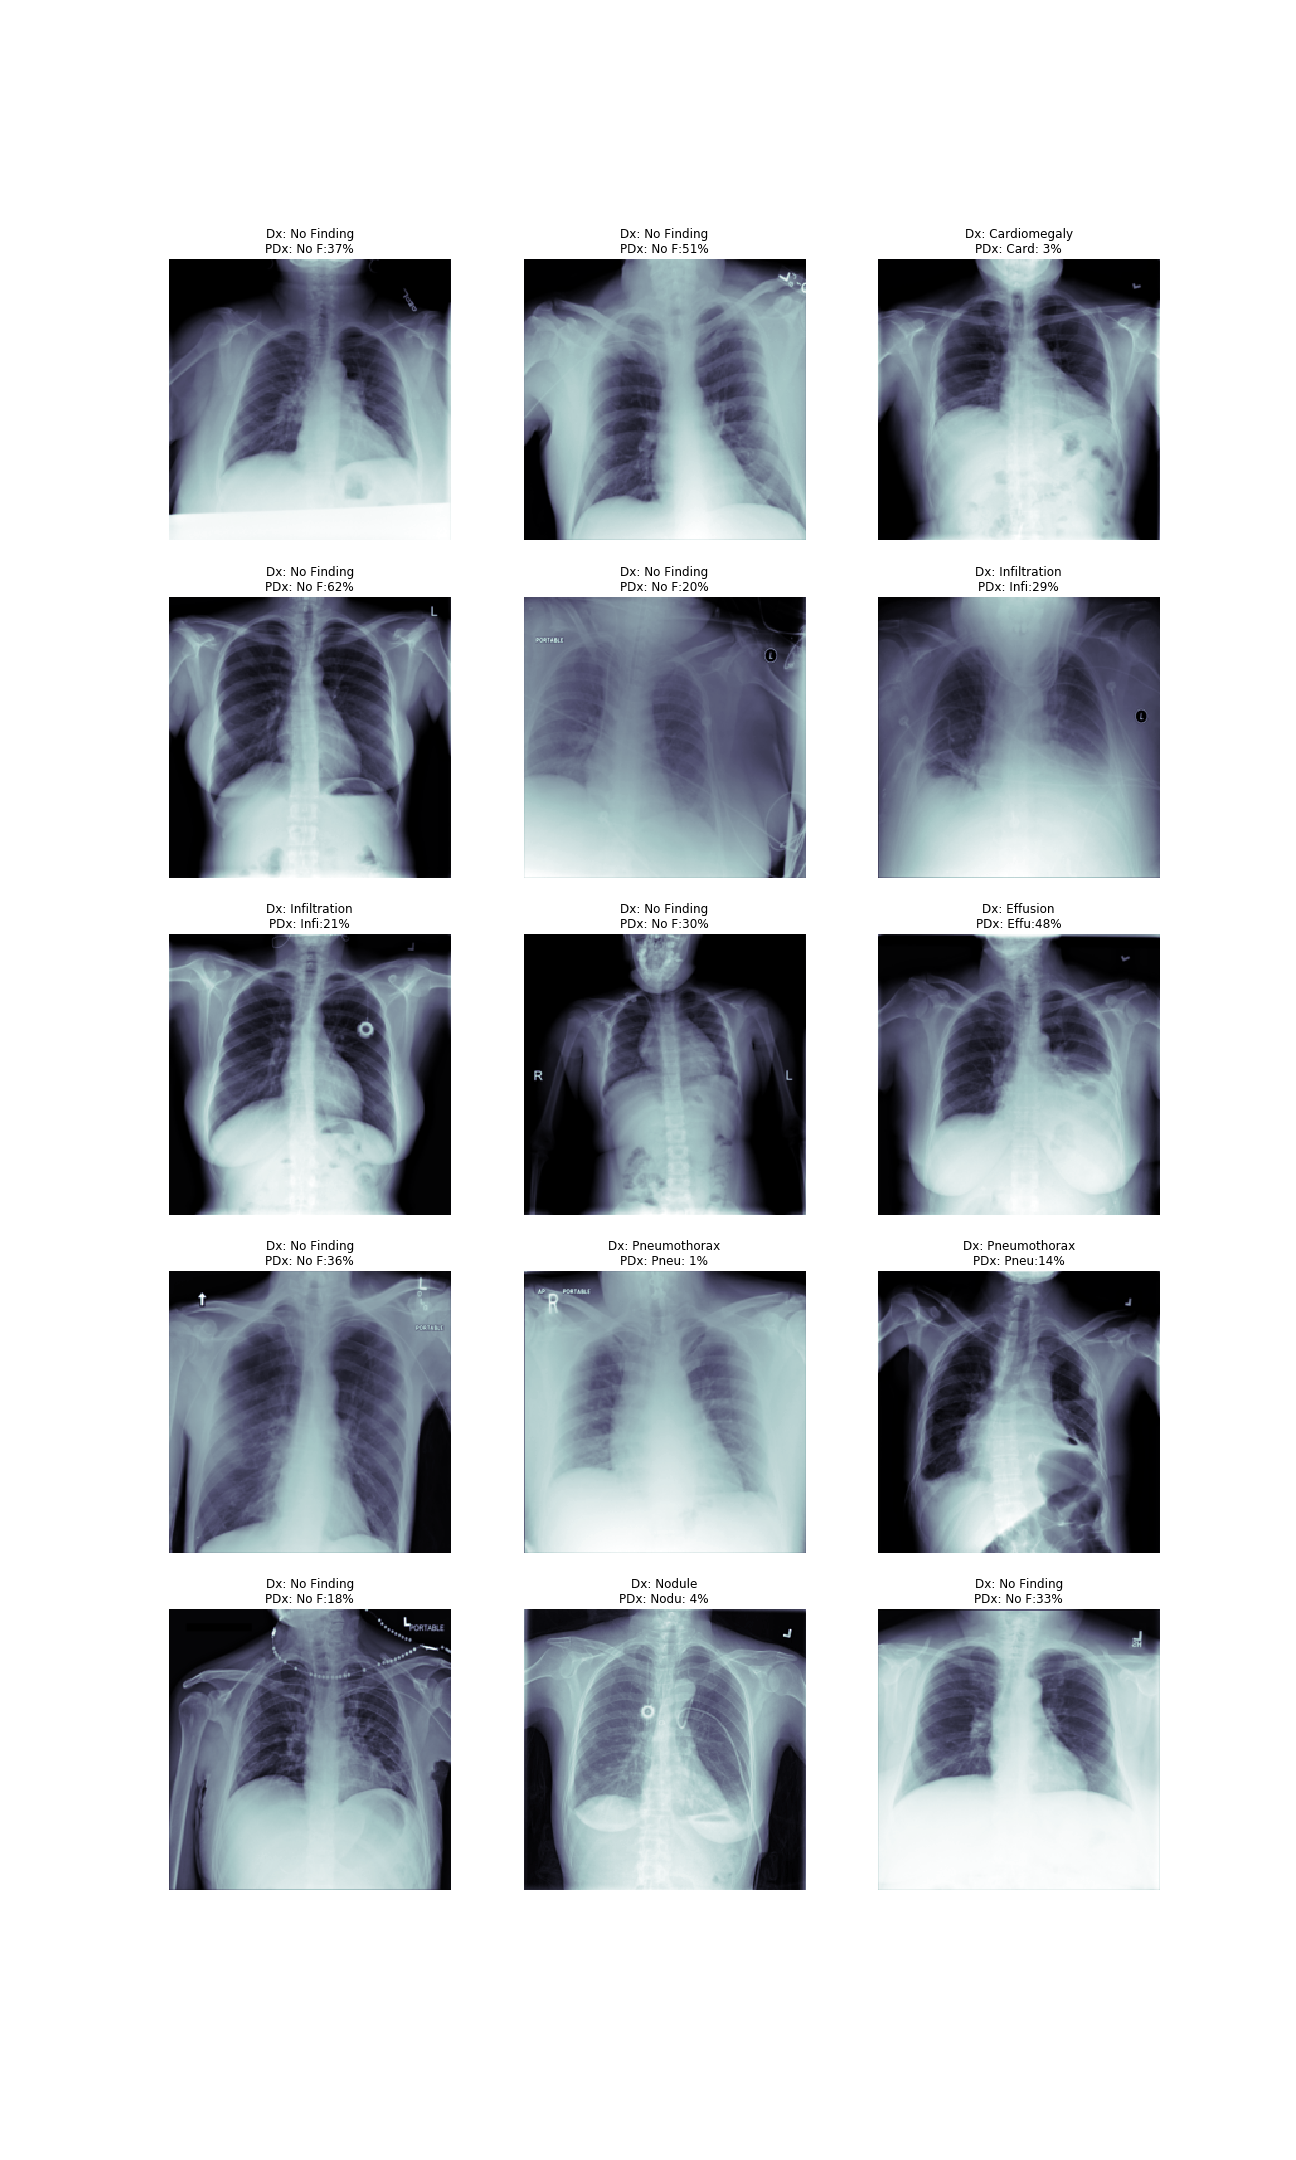 Dx: No Finding
PDx: No F:37%
Dx: No Finding
PDx: No F:51%
Dx: Cardiomegaly
PDx: Card: 3%
Dx: No Finding
PDx: No F:62%
L
Dx: No Finding
PDx: No F:20%
PORTABLE
L
Dx: Infiltration
PDx: Infi:29%
L
Dx: Infiltration
PDx: Infi:21%
Dx: No Finding
PDx: No F:30%
R
L
Dx: Effusion
PDx: Effu:48%
Dx: No Finding
PDx: No F:36%
L
PORTABLE
Dx: Pneumothorax
PDx: Pneu: 1%
AP PORTABLE
R
Dx: Pneumothorax
PDx: Pneu:14%
Dx: No Finding
PDx: No F:18%
L
PORTABLE
Dx: Nodule
PDx: Nodu: 4%
Dx: No Finding
PDx: No F:33%